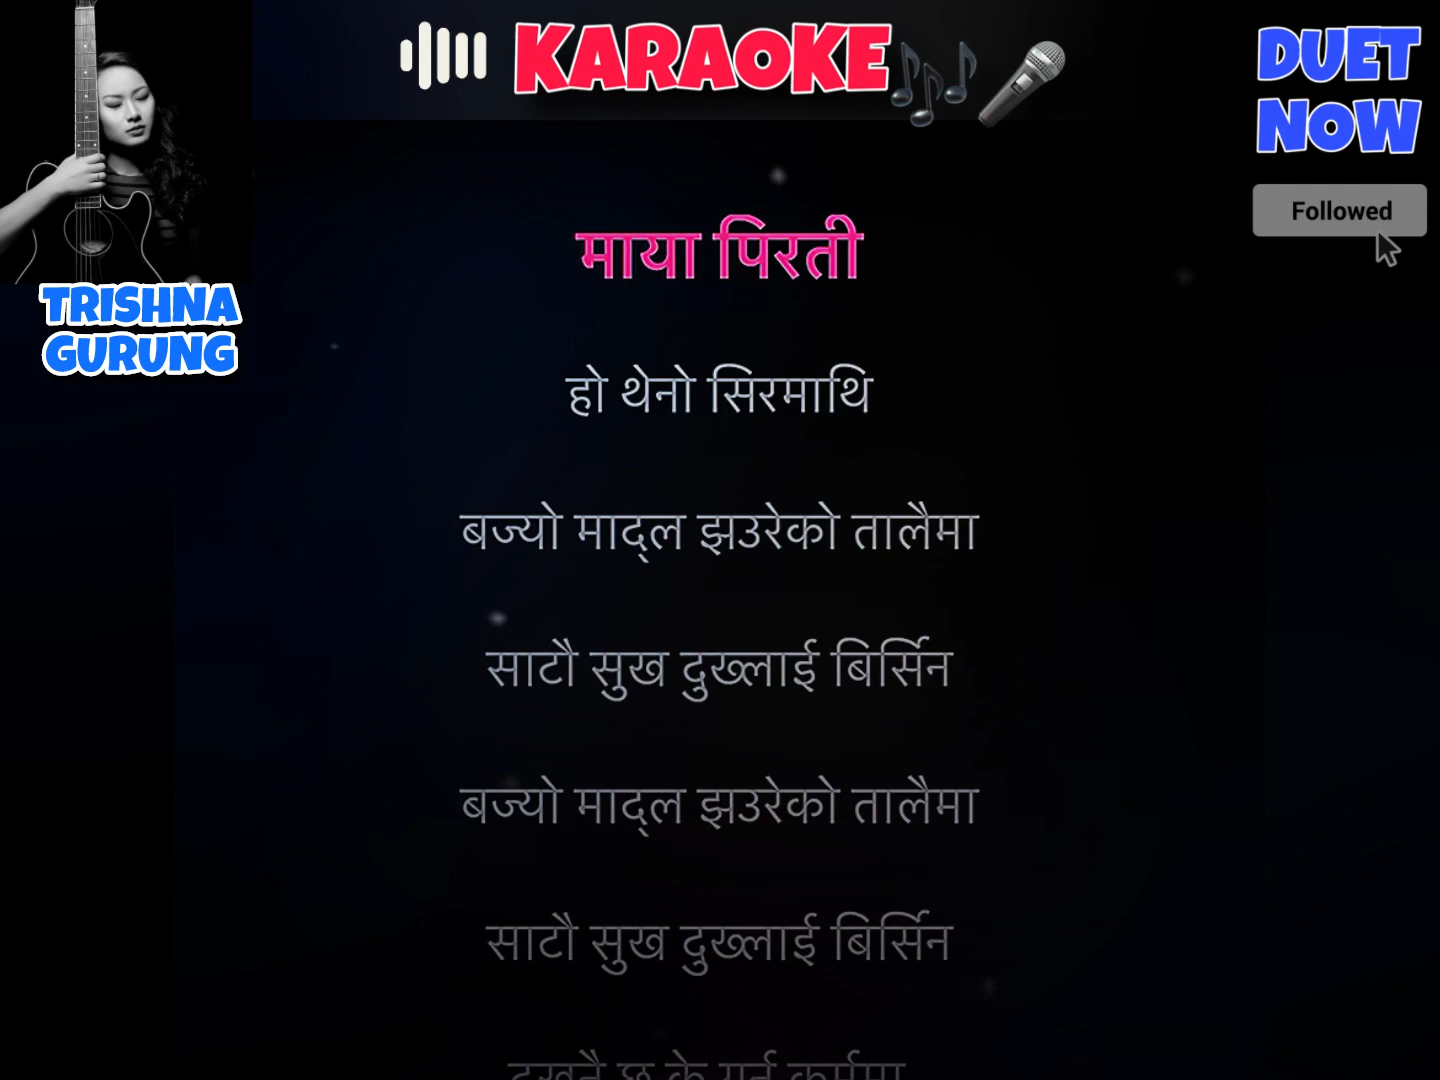 KARAOKE
DUET
NOW
Followed
TRISHNA
GURUNG
माया पिरती
हो थेनो सिरमाथि
बज्यो माद्ल झउरेको तालैमा
साटौ सुख दुख्लाई बिर्सिन
बज्यो माद्ल झउरेको तालैमा
साटौ सुख दुख्लाई बिर्सिन